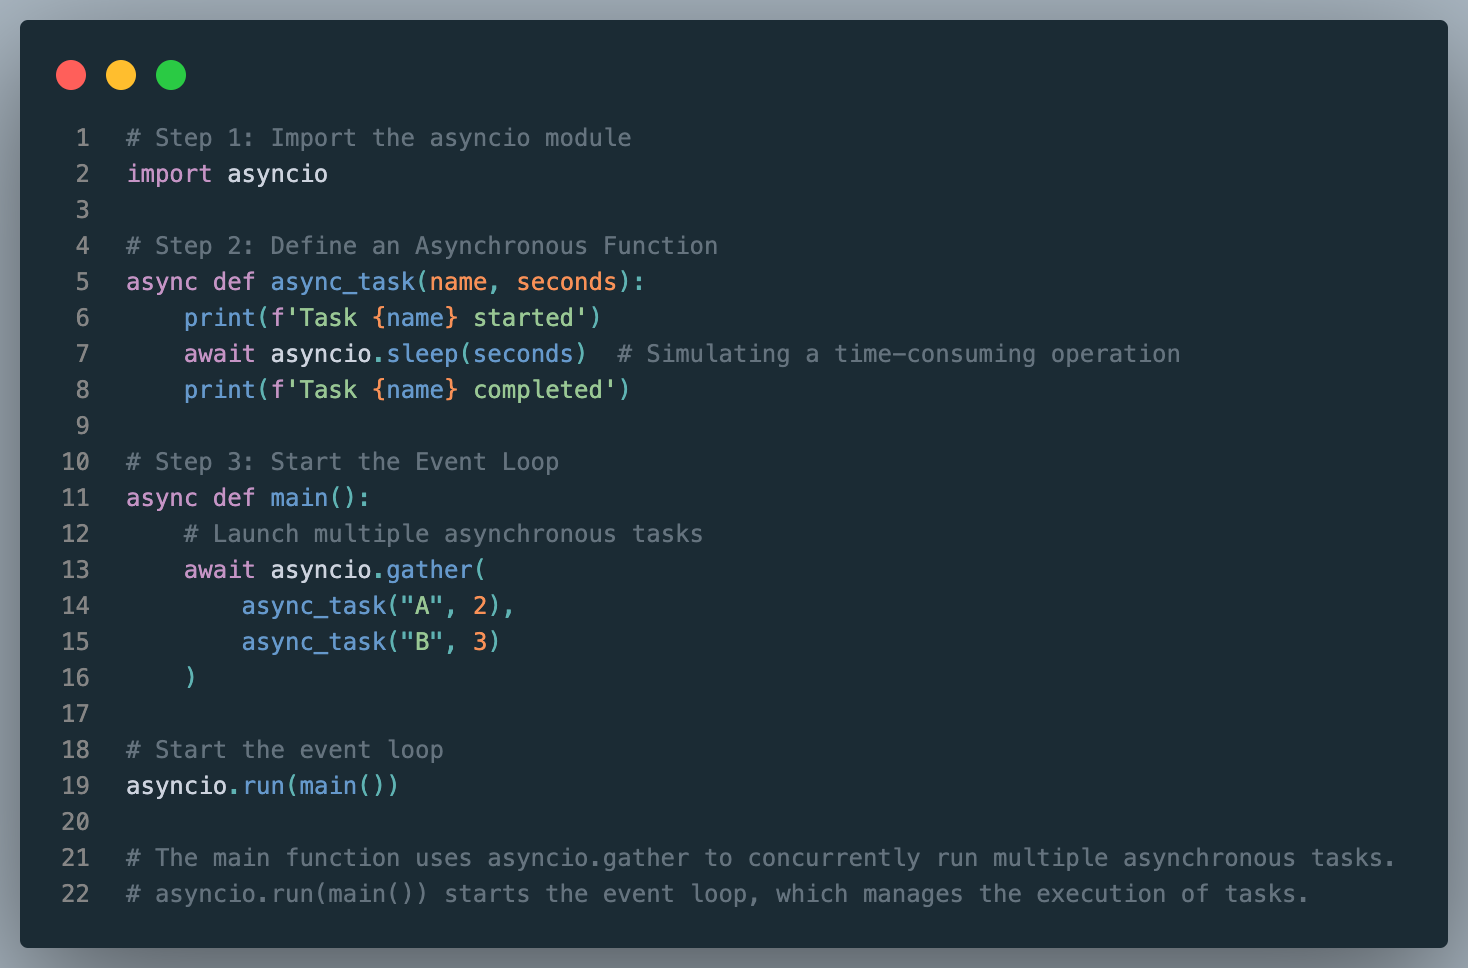 1 # Step 1: Import the asyncio module
2 import asyncio
3
4 # Step 2: Define an Asynchronous Function
5 async def async_task(name, seconds):
6     print(f'Task {name} started')
7     await asyncio.sleep(seconds)  # Simulating a time-consuming operation
8     print(f'Task {name} completed')
9
10 # Step 3: Start the Event Loop
11 async def main():
12     # Launch multiple asynchronous tasks
13     await asyncio.gather(
14         async_task("A", 2),
15         async_task("B", 3)
16     )
17
18 # Start the event loop
19 asyncio.run(main())
20
21 # The main function uses asyncio.gather to concurrently run multiple asynchronous tasks.
22 # asyncio.run(main()) starts the event loop, which manages the execution of tasks.